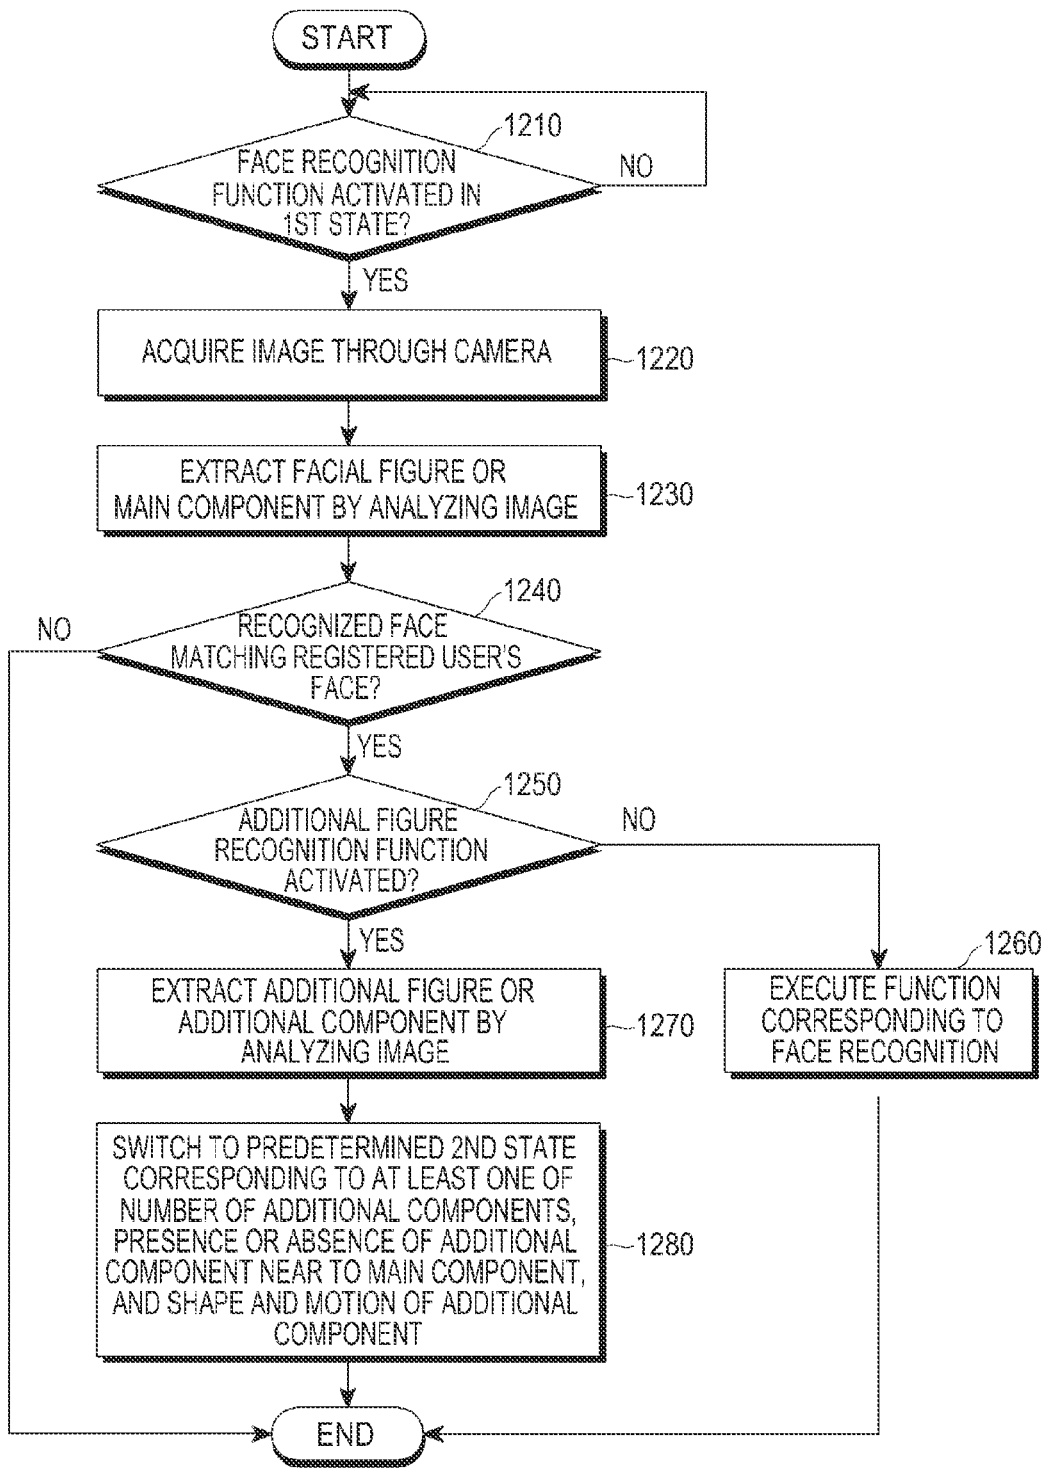 START
1210
FACE RECOGNITION
FUNCTION ACTIVATED IN
1ST STATE?
NO
YES
ACQUIRE IMAGE THROUGH CAMERA
1220
EXTRACT FACIAL FIGURE OR
MAIN COMPONENT BY ANALYZING IMAGE
1230
1240
NO
RECOGNIZED FACE
MATCHING REGISTERED USER'S
FACE?
YES
1250
ADDITIONAL FIGURE
RECOGNITION FUNCTION
ACTIVATED?
NO
YES
1260
EXECUTE FUNCTION
CORRESPONDING TO
FACE RECOGNITION
EXTRACT ADDITIONAL FIGURE OR
ADDITIONAL COMPONENT BY
ANALYZING IMAGE
1270
SWITCH TO PREDETERMINED 2ND STATE
CORRESPONDING TO AT LEAST ONE OF
NUMBER OF ADDITIONAL COMPONENTS,
PRESENCE OR ABSENCE OF ADDITIONAL
COMPONENT NEAR TO MAIN COMPONENT,
AND SHAPE AND MOTION OF ADDITIONAL
COMPONENT
1280
END